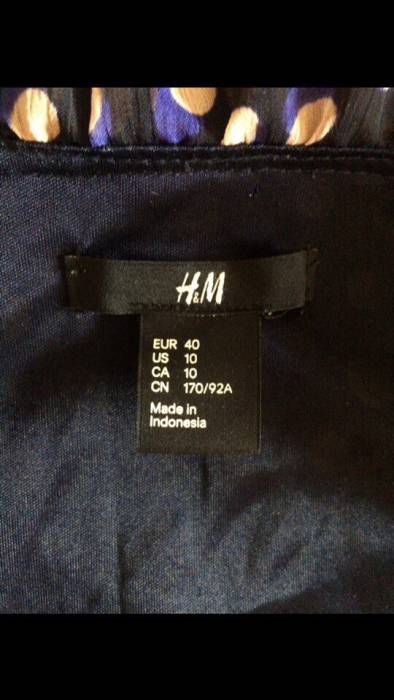 H&M
EUR 40
US 10
CA 10
CN 170/92A
Made in
Indonesia